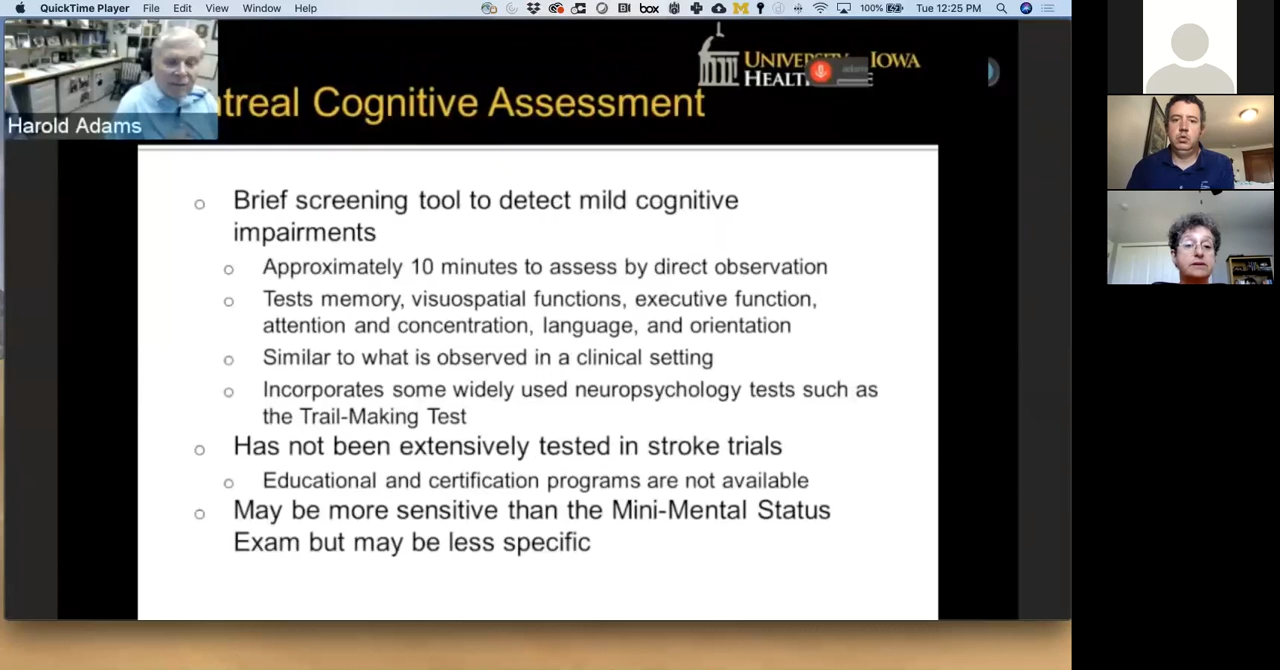 QuickTime Player File Edit View Window Help
box
100%
Tue 12:25 PM
UNIVERSITY IOWA
HEALTH
treal Cognitive Assessment
Harold Adams
Brief screening tool to detect mild cognitive
impairments
Approximately 10 minutes to assess by direct observation
Tests memory, visuospatial functions, executive function,
attention and concentration, language, and orientation
Similar to what is observed in a clinical setting
Incorporates some widely used neuropsychology tests such as
the Trail-Making Test
Has not been extensively tested in stroke trials
Educational and certification programs are not available
May be more sensitive than the Mini-Mental Status
Exam but may be less specific